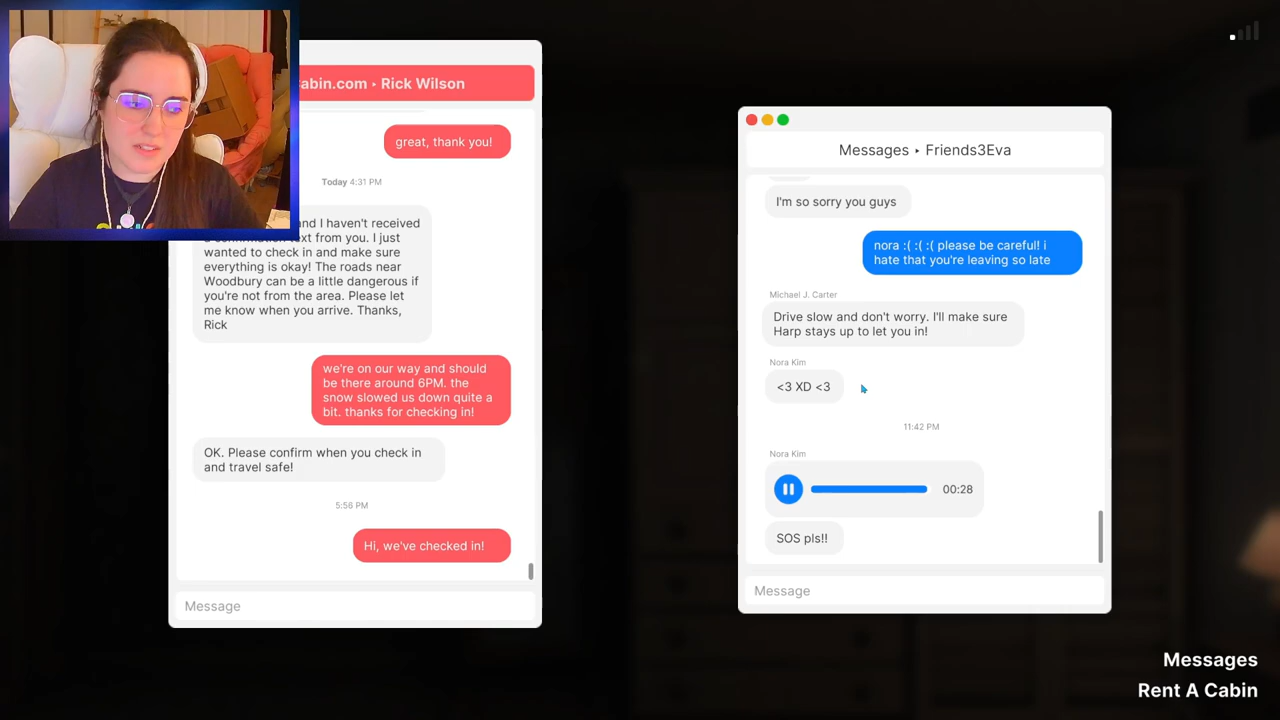 abin.com ‣ Rick Wilson
great, thank you!
Today 4:31 PM
and I haven't received
confirmation text from you. I just
wanted to check in and make sure
everything is okay! The roads near
Woodbury can be a little dangerous if
you're not from the area. Please let
me know when you arrive. Thanks,
Rick
we're on our way and should
be there around 6PM. the
snow slowed us down quite a
bit. thanks for checking in!
OK. Please confirm when you check in
and travel safe!
5:56 PM
Hi, we've checked in!
Message
Messages ‣ Friends3Eva
I'm so sorry you guys
nora :( :( :( please be careful! i
hate that you're leaving so late
Michael J. Carter
Drive slow and don't worry. I'll make sure
Harp stays up to let you in!
Nora Kim
<3 XD <3
11:42 PM
Nora Kim
00:28
SOS pls!!
Message
Messages
Rent A Cabin